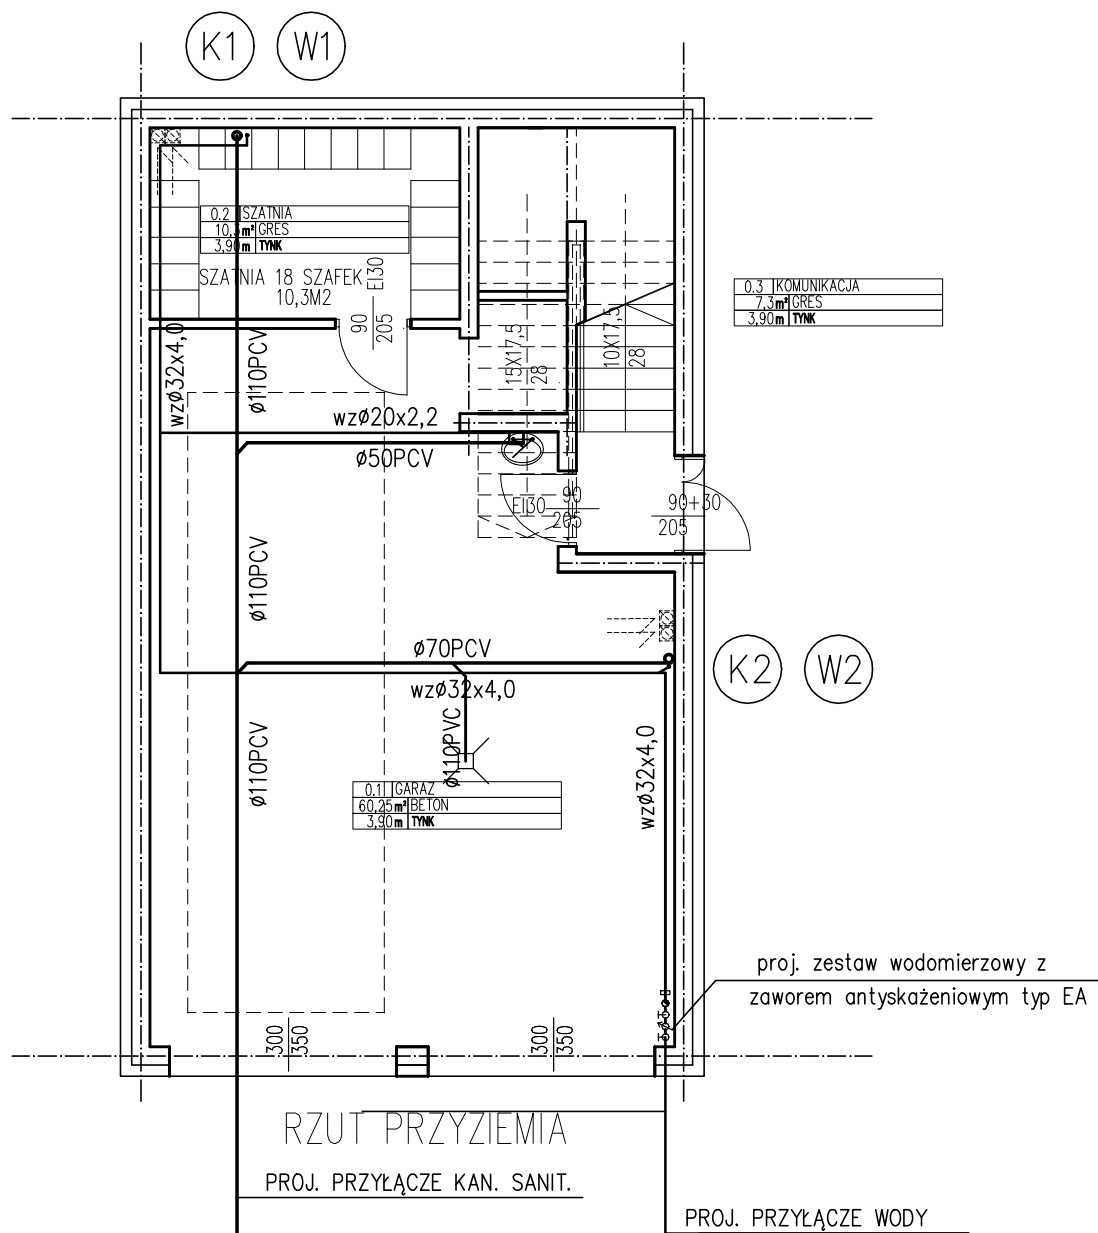 K1 W1
0.2 SZATNIA
10,3m² GRES
3,90m TYNK
SZATNIA 18 SZAFEK
10,3M2
EI30
90
205
0.3 KOMUNIKACJA
7,3m² GRES
3,90m TYNK
15X17,5
28
10X17,5
28
wzø32x4,0
ø110PCV
wzø20x2,2
ø50PCV
EI30
90
205
90+30
205
ø110PCV
ø70PCV
wzø32x4,0
K2 W2
ø110PCV
ø110PVC
wzø32x4,0
0.1 GARAZ
60,25m² BETON
3,90m TYNK
proj. zestaw wodomierzowy z
zaworem antyskażeniowym typ EA
300
350
300
350
RZUT PRZYZIEMIA
PROJ. PRZYŁĄCZE KAN. SANIT.
PROJ. PRZYŁĄCZE WODY